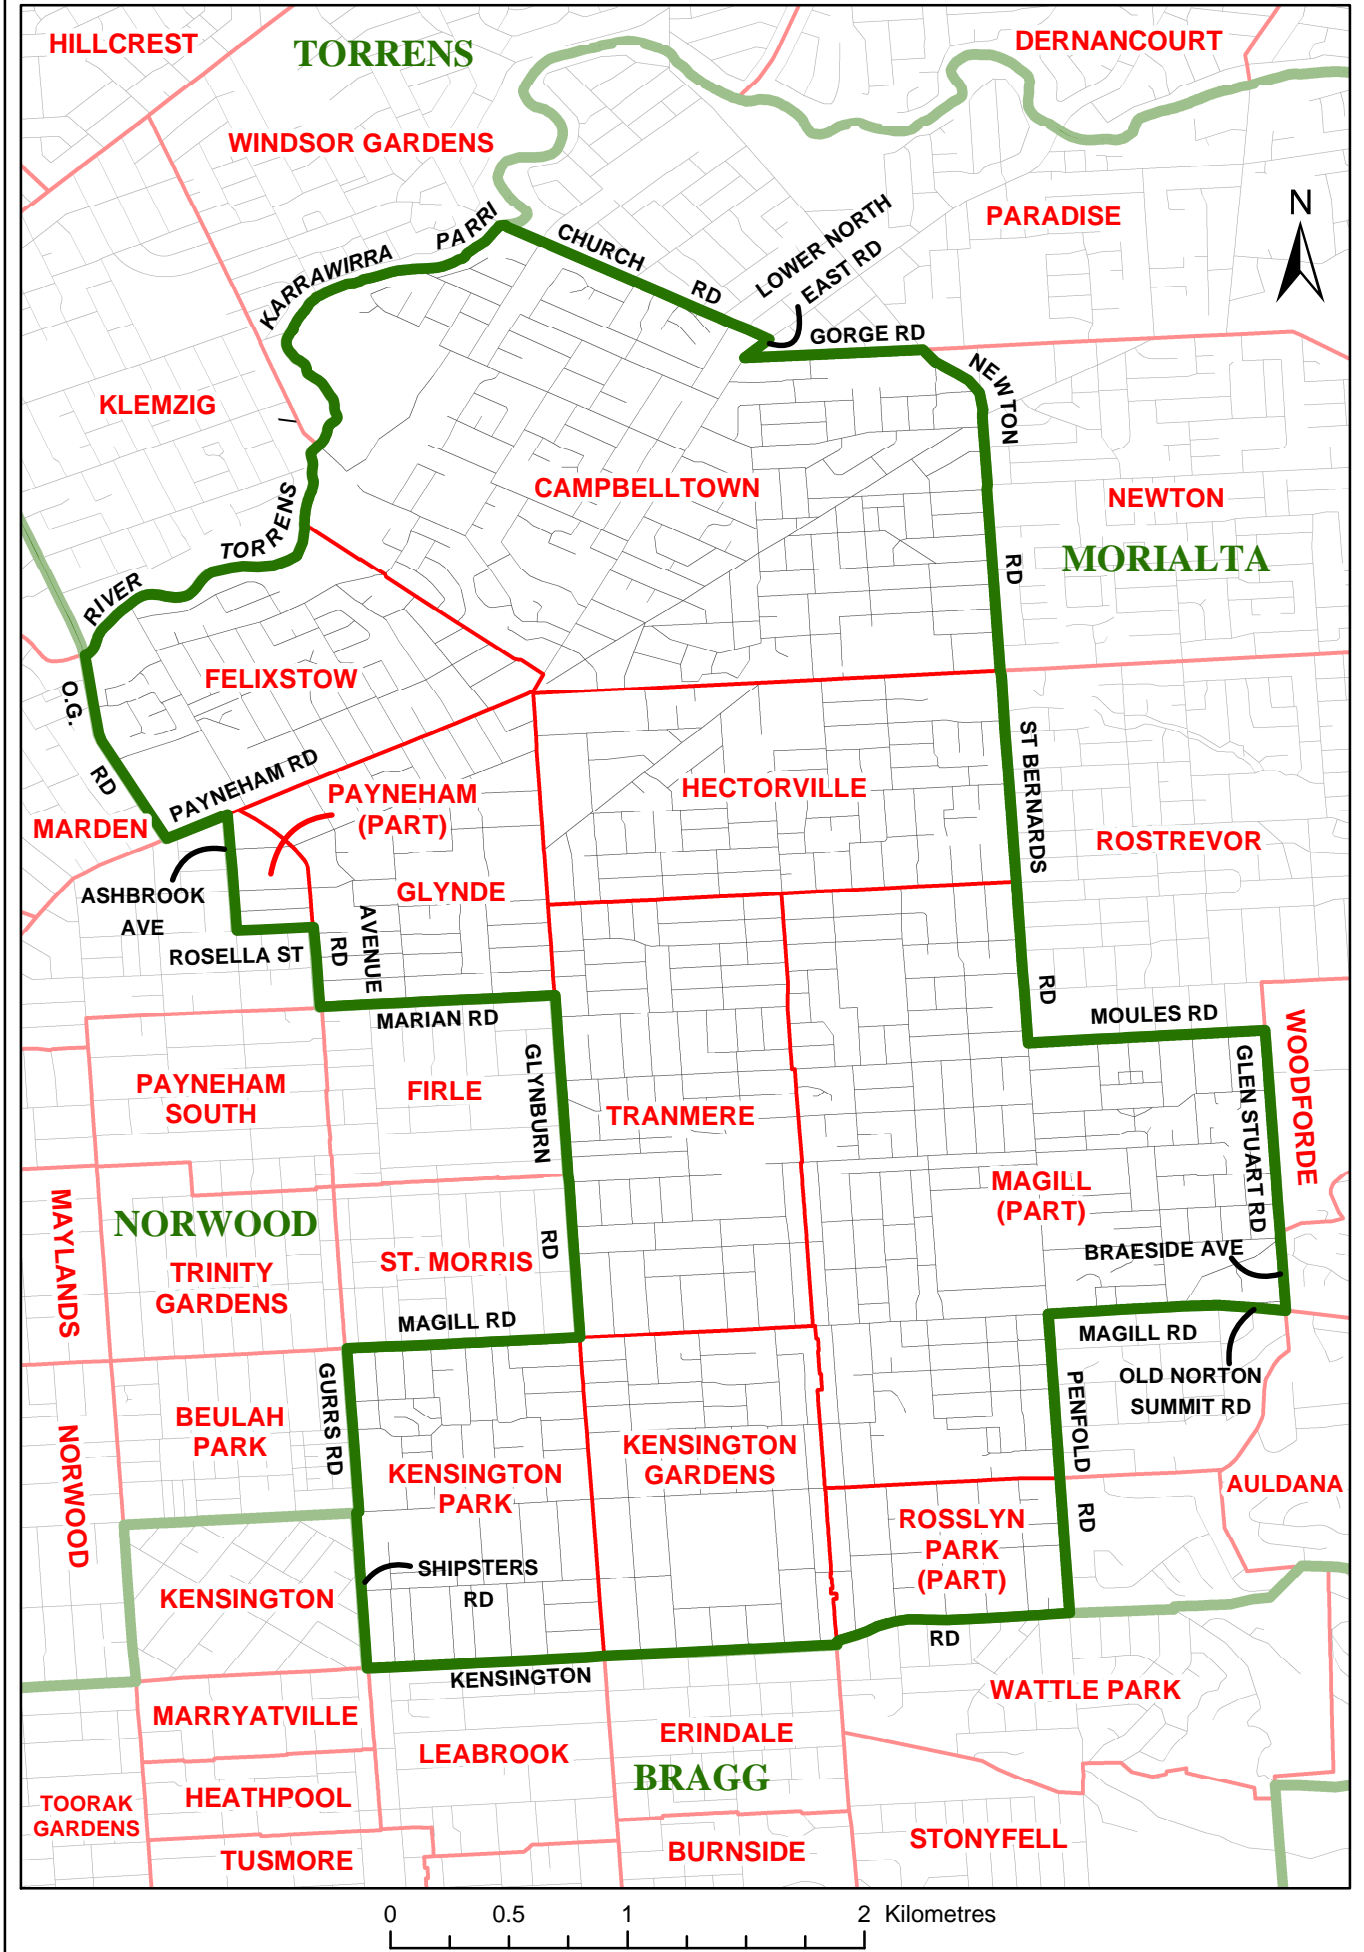 HILLCREST
TORRENS
DERNANCOURT
WINDSOR GARDENS
PARADISE
N
KARRAWIRRA
PARRI
CHURCH
RD
LOWER NORTH
EAST RD
GORGE RD
NEWTON
KLEMZIG
CAMPBELLTOWN
NEWTON
MORIALTA
RD
RIVER
TORRENS
FELIXSTOW
O.G.
RD
PAYNEHAM RD
PAYNEHAM
(PART)
HECTORVILLE
ST BERNARDS
MARDEN
ROSTREVOR
ASHBROOK
AVE
GLYNDE
ROSELLA ST
RD
AVENUE
RD
MARIAN RD
MOULES RD
WOODFORDE
PAYNEHAM
SOUTH
FIRLE
GLYNBURN
TRANMERE
GLEN STUART RD
MAGILL
(PART)
MAYLANDS
NORWOOD
TRINITY
GARDENS
ST. MORRIS
RD
BRAESIDE AVE
MAGILL RD
MAGILL RD
OLD NORTON
SUMMIT RD
GURRS RD
PENFOLD
BEULAH
PARK
NORWOOD
KENSINGTON
PARK
KENSINGTON
GARDENS
AULDANA
RD
ROSSLYN
PARK
(PART)
KENSINGTON
SHIPSTERS
RD
KENSINGTON
RD
WATTLE PARK
MARRYATVILLE
LEABROOK
ERINDALE
BRAGG
HEATHPOOL
TOORAK
GARDENS
TUSMORE
BURNSIDE
STONYFELL
0 0.5 1 2 Kilometres